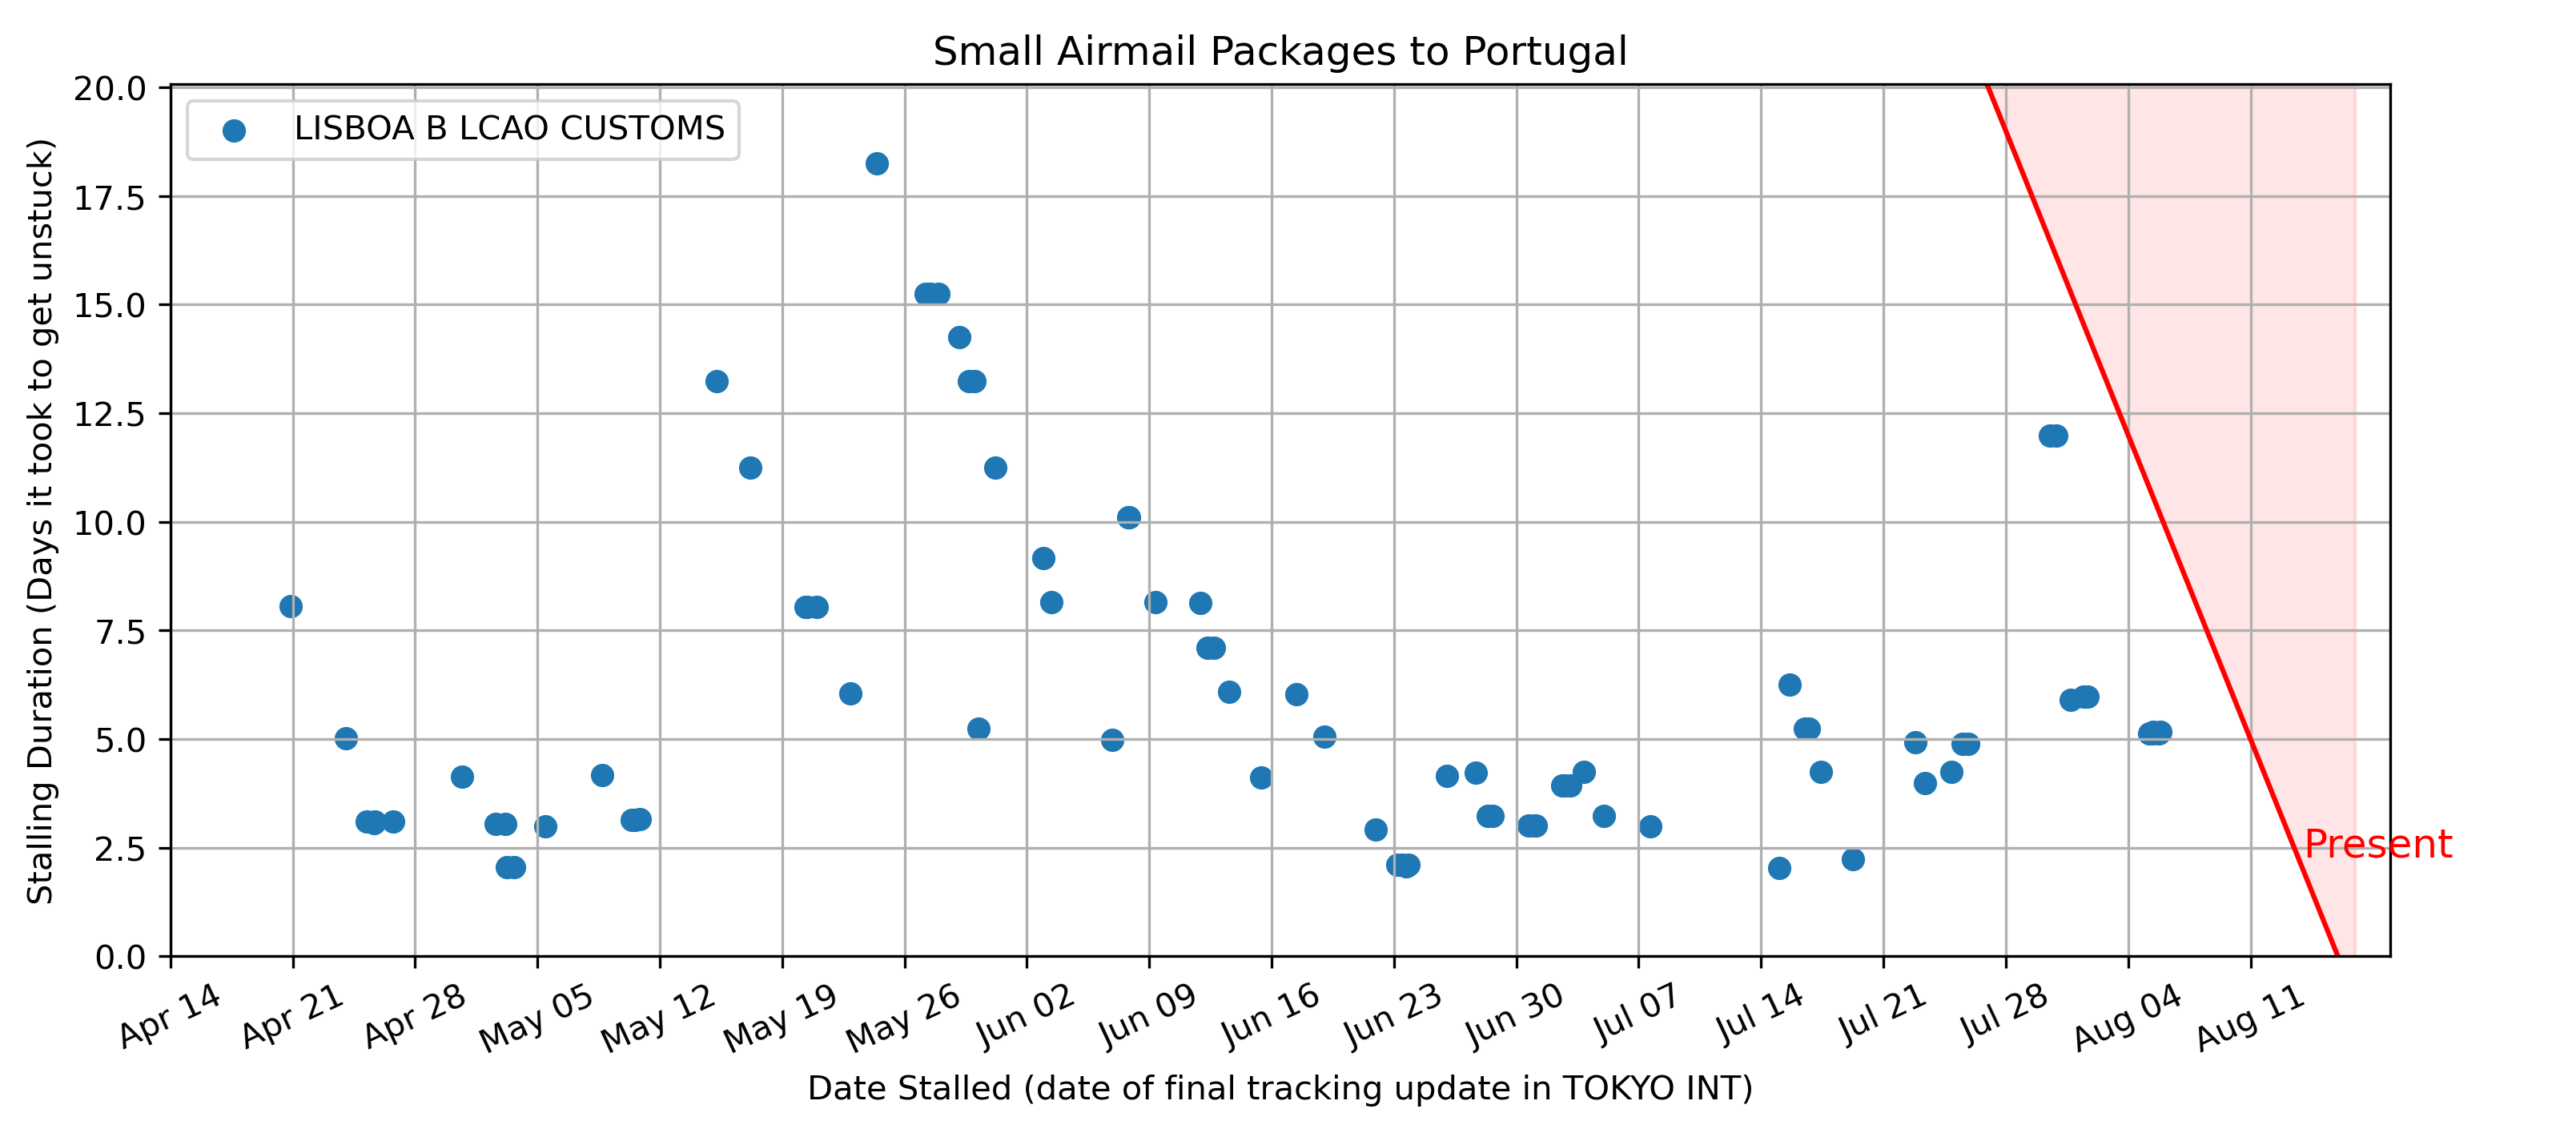 Small Airmail Packages to Portugal
LISBOA B LCAO CUSTOMS
Stalling Duration (Days it took to get unstuck)
20.0
17.5
15.0
12.5
10.0
7.5
5.0
2.5
0.0
Present
Apr 14
Apr 21
Apr 28
May 05
May 12
May 19
May 26
Jun 02
Jun 09
Jun 16
Jun 23
Jun 30
Jul 07
Jul 14
Jul 21
Jul 28
Aug 04
Aug 11
Date Stalled (date of final tracking update in TOKYO INT)